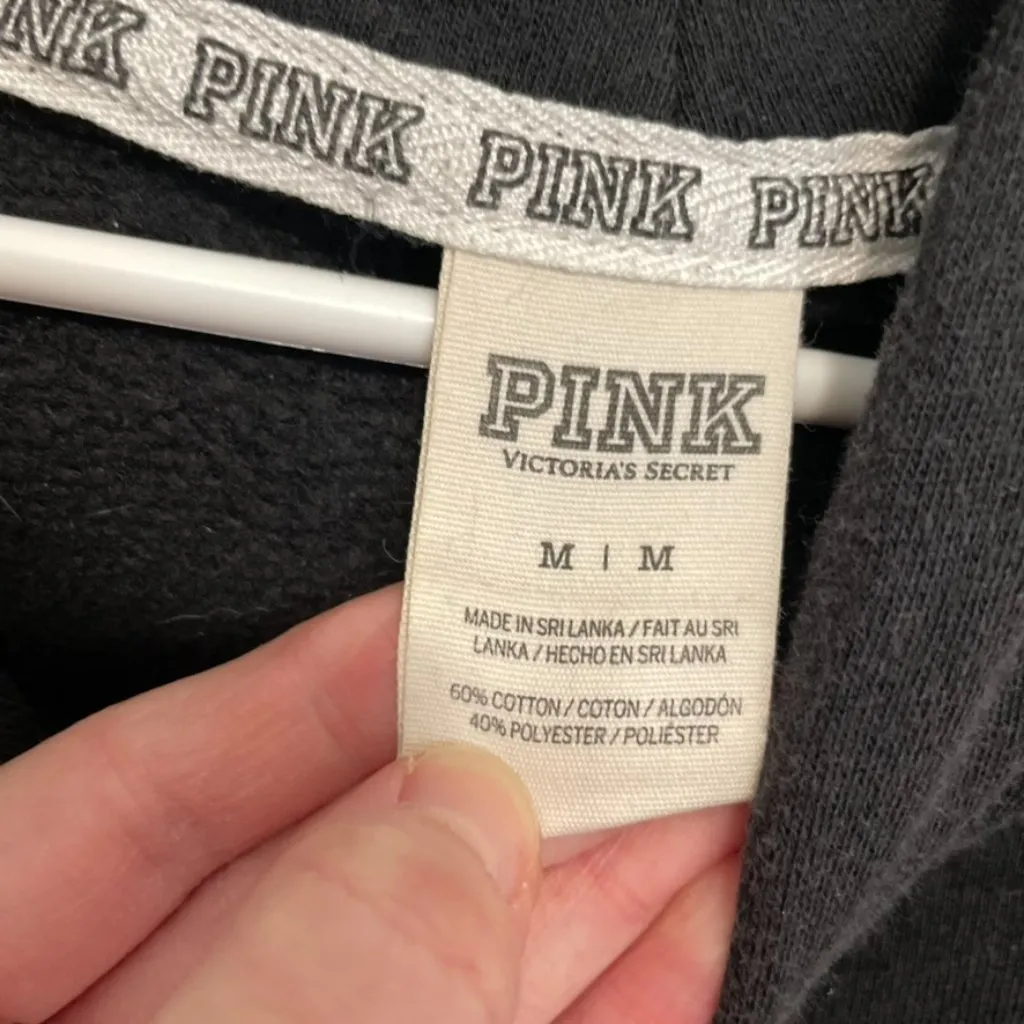 PINK PINK PINK
PINK
VICTORIA'S SECRET
M | M
MADE IN SRI LANKA / FAIT AU SRI
LANKA / HECHO EN SRI LANKA
60% COTTON / COTON / ALGODÓN
40% POLYESTER / POLIÉSTER